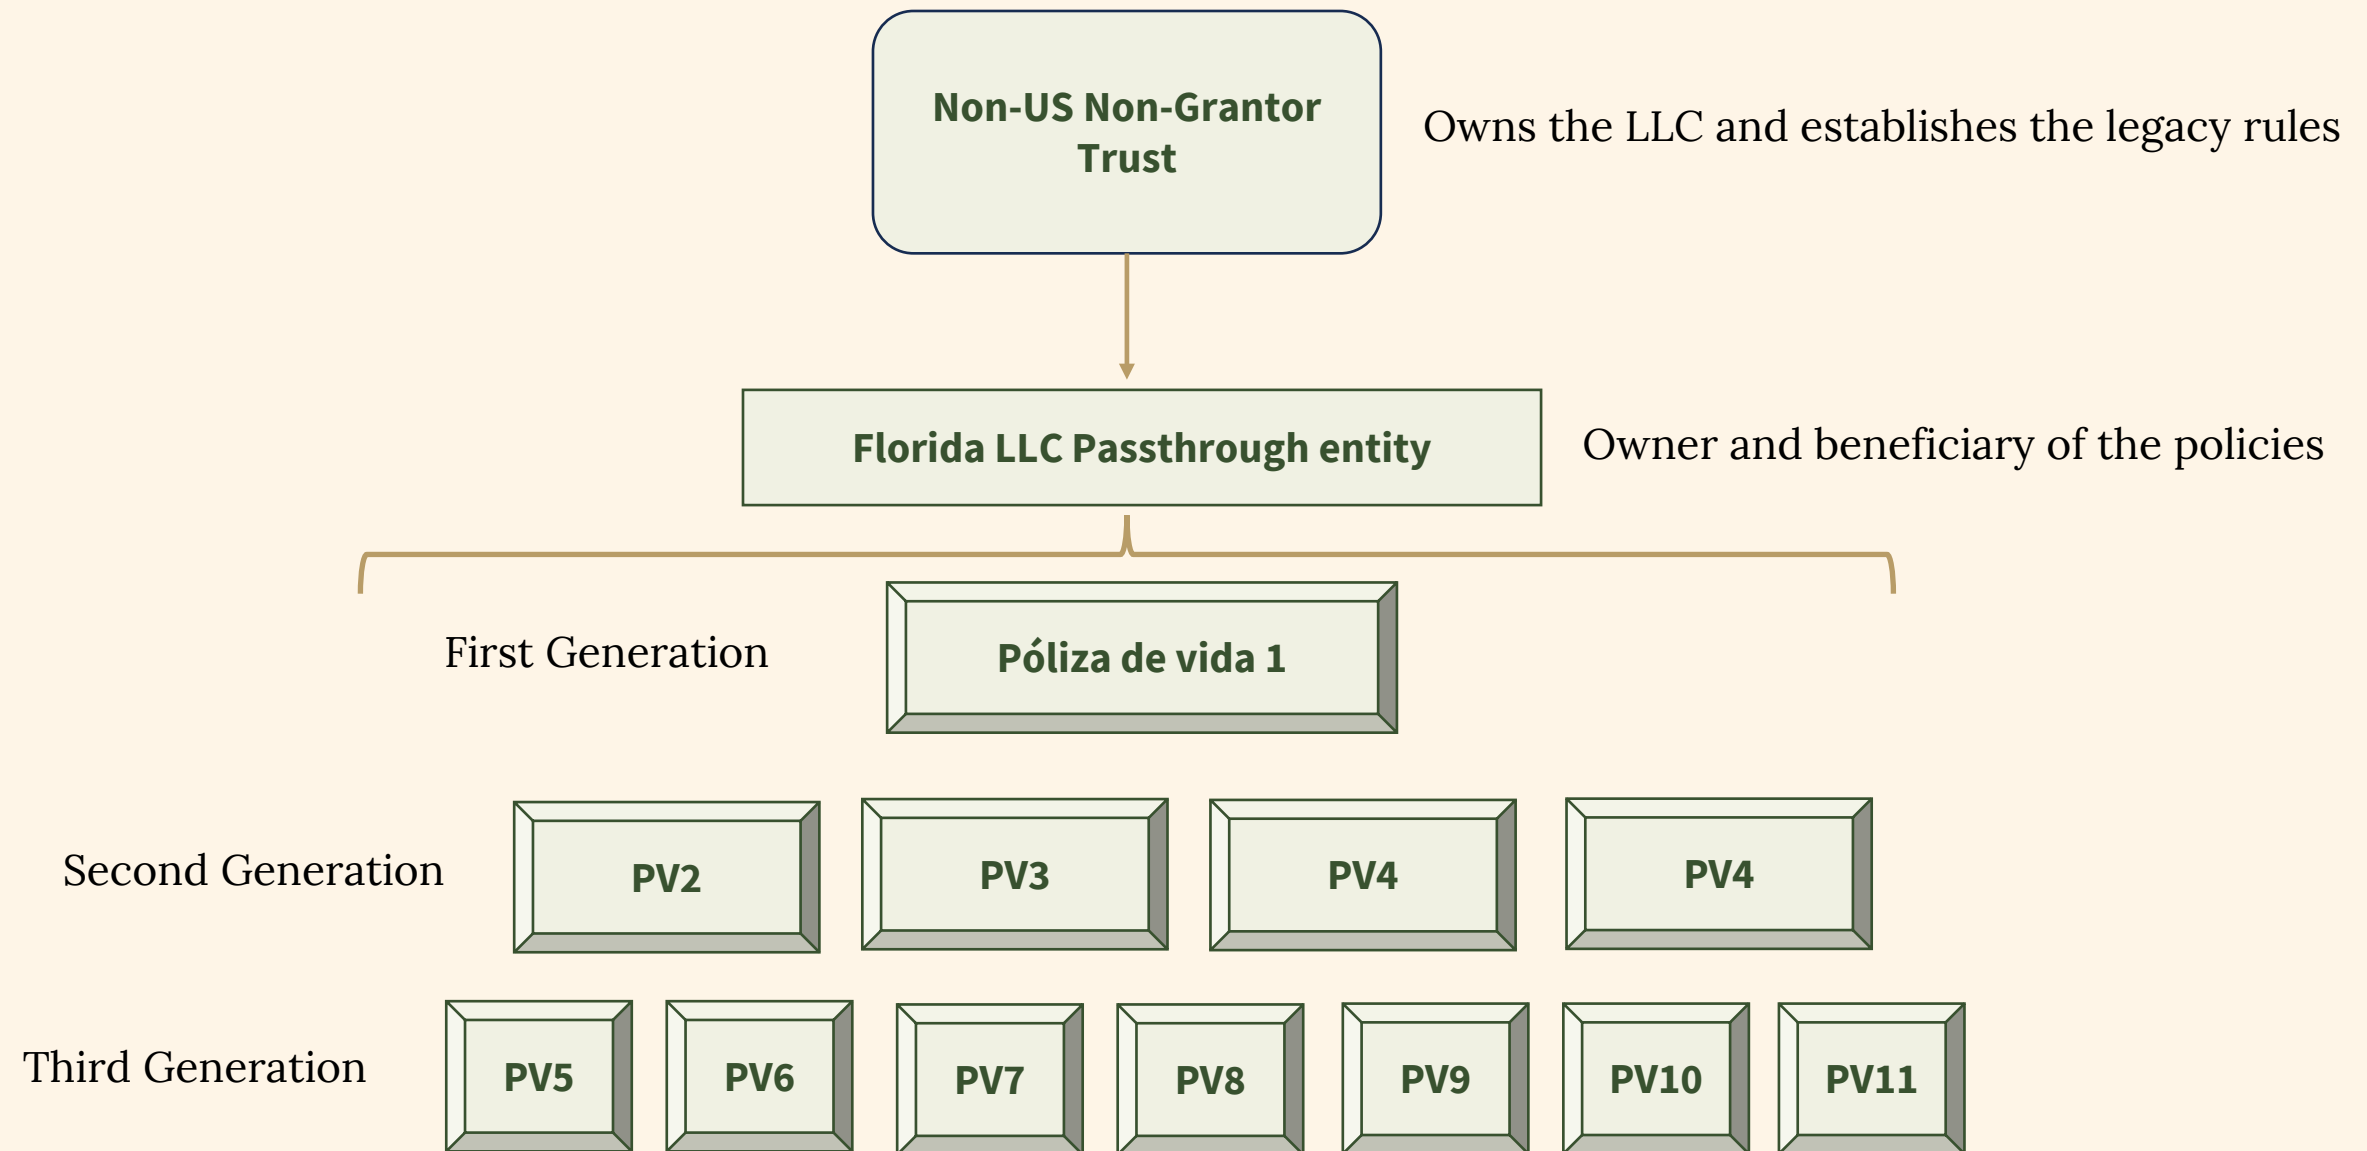 Non-US Non-Grantor
Trust
Owns the LLC and establishes the legacy rules
Florida LLC Passthrough entity
Owner and beneficiary of the policies
First Generation
Póliza de vida 1
Second Generation
PV2
PV3
PV4
PV4
Third Generation
PV5
PV6
PV7
PV8
PV9
PV10
PV11